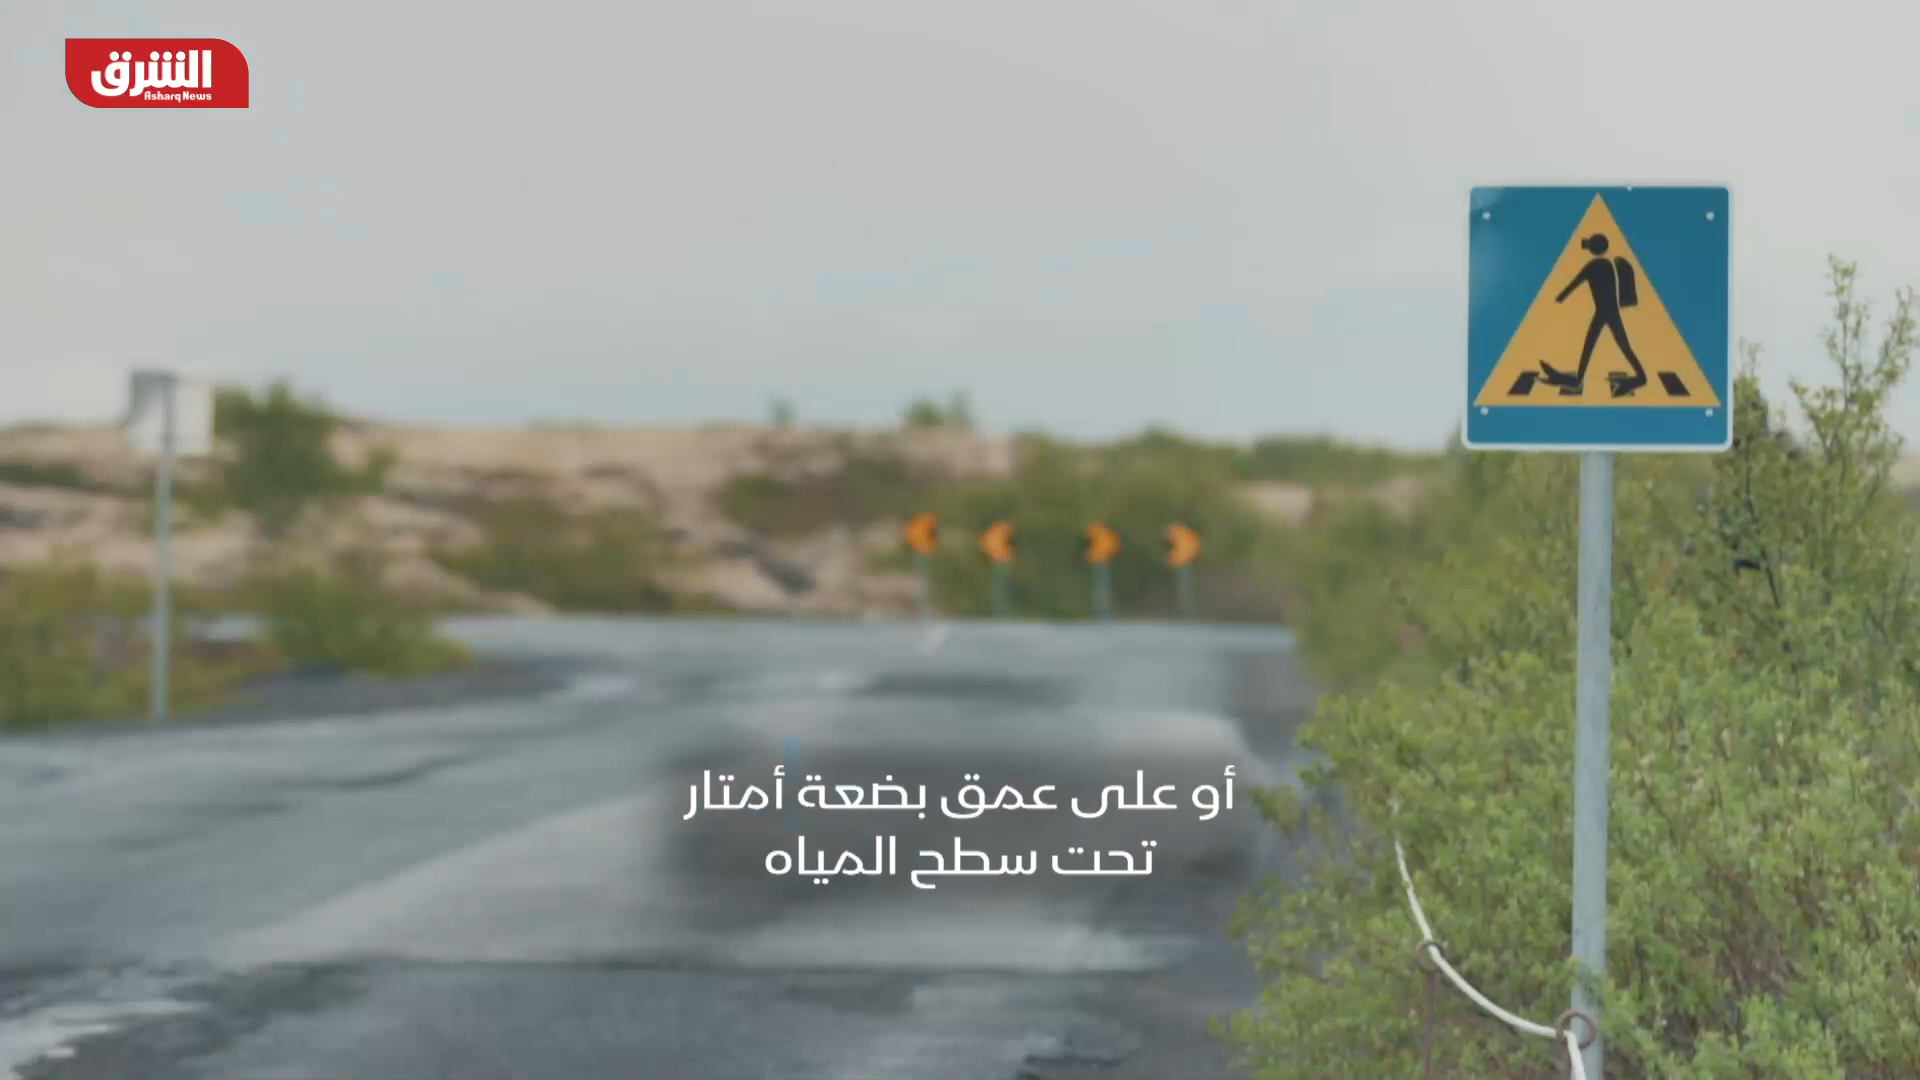 الشرق
Asharq News
أو على عمق بضعة أمتار
تحت سطح المياه